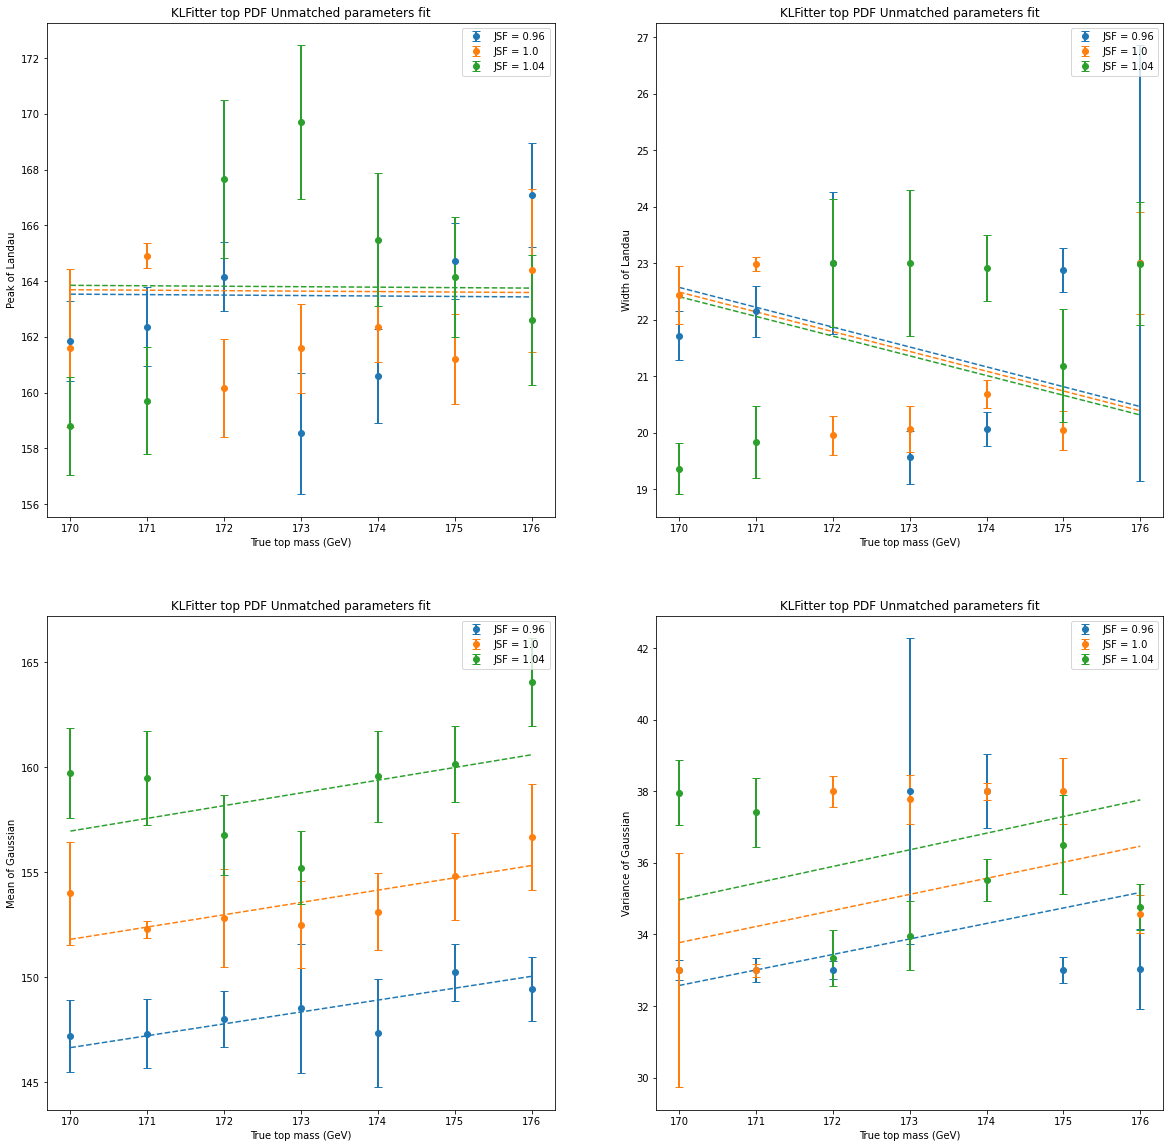 KLFitter top PDF Unmatched parameters fit
JSF = 0.96
JSF = 1.0
JSF = 1.04
172
170
168
166
164
162
160
158
156
Peak of Landau
170 171 172 173 174 175 176
True top mass (GeV)
KLFitter top PDF Unmatched parameters fit
JSF = 0.96
JSF = 1.0
JSF = 1.04
27
26
25
24
23
22
21
20
19
Width of Landau
170 171 172 173 174 175 176
True top mass (GeV)
KLFitter top PDF Unmatched parameters fit
JSF = 0.96
JSF = 1.0
JSF = 1.04
165
160
155
150
145
Mean of Gaussian
170 171 172 173 174 175 176
True top mass (GeV)
KLFitter top PDF Unmatched parameters fit
JSF = 0.96
JSF = 1.0
JSF = 1.04
42
40
38
36
34
32
30
Variance of Gaussian
170 171 172 173 174 175 176
True top mass (GeV)